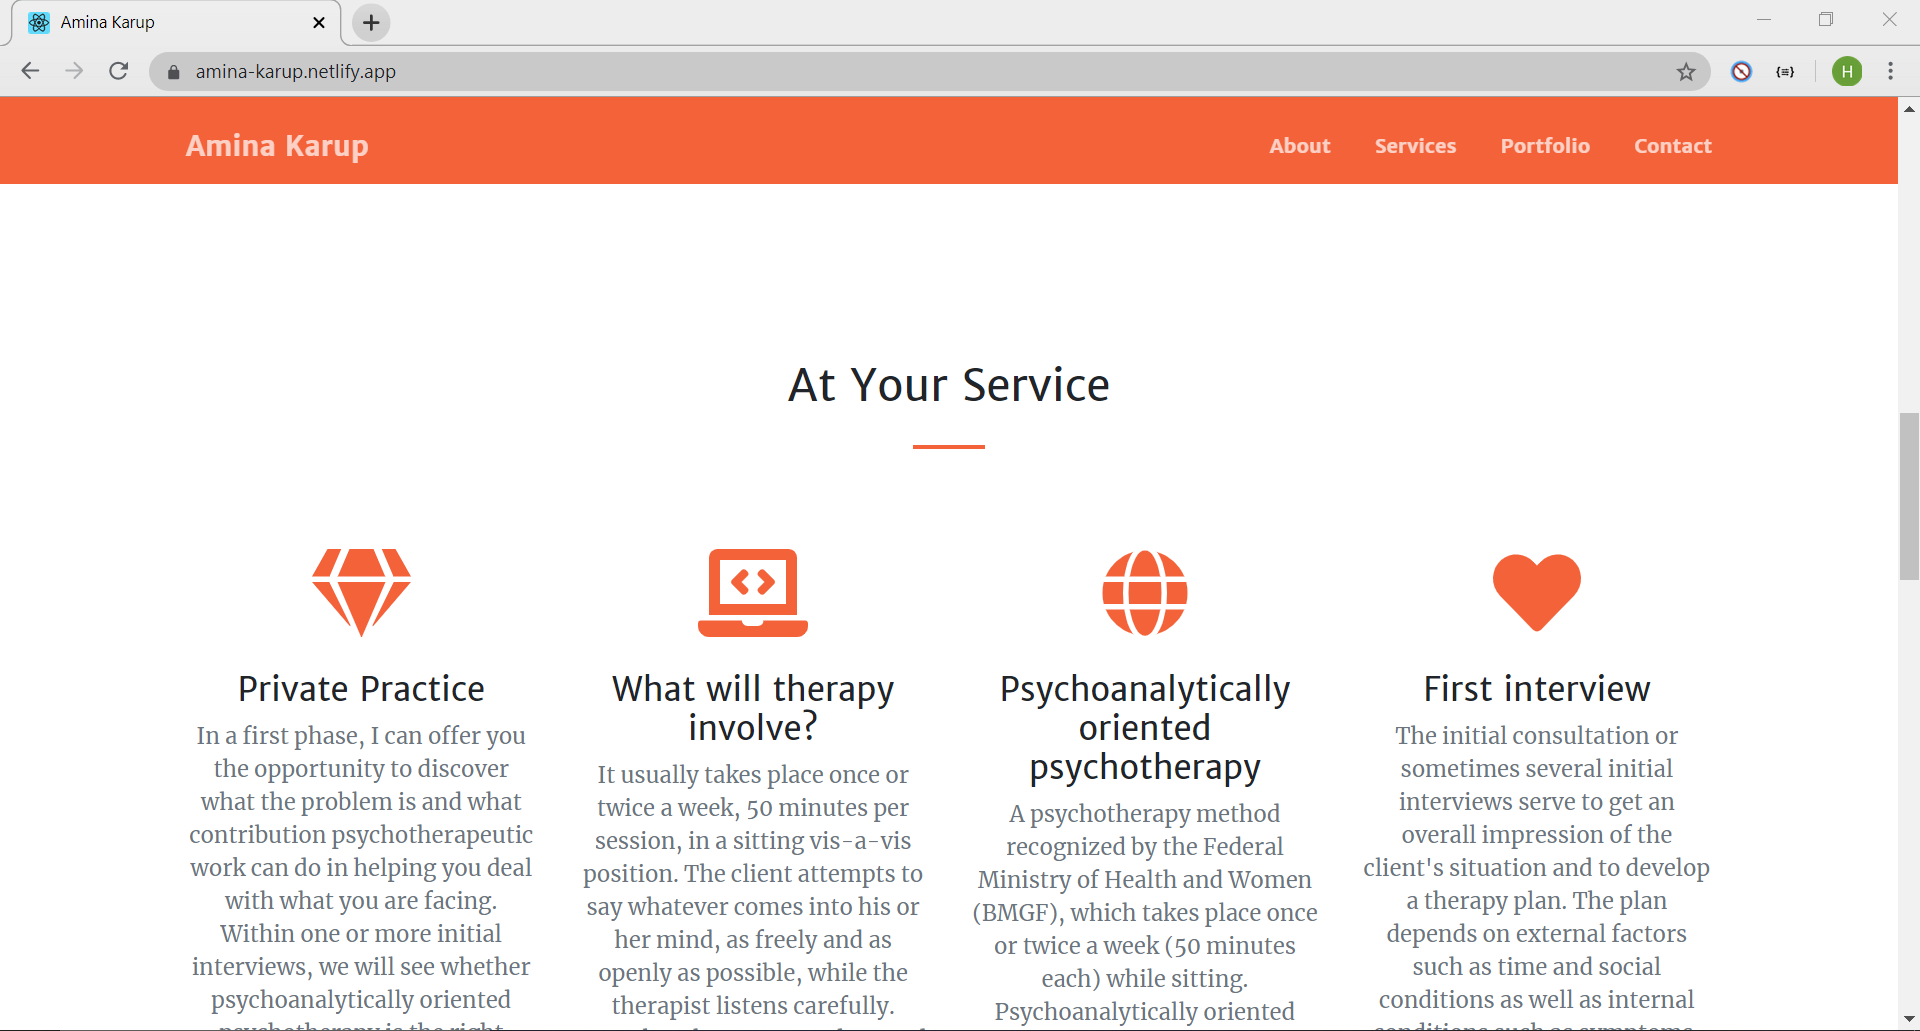 Amina Karup
amina-karup.netlify.app
H
Amina Karup
About
Services
Portfolio
Contact
At Your Service
Private Practice
In a first phase, I can offer you
the opportunity to discover
what the problem is and what
contribution psychotherapeutic
work can do in helping you deal
with what you are facing.
Within one or more initial
interviews, we will see whether
psychoanalytically oriented
psychotherapy is the right
What will therapy
involve?
It usually takes place once or
twice a week, 50 minutes per
session, in a sitting vis-a-vis
position. The client attempts to
say whatever comes into his or
her mind, as freely and as
openly as possible, while the
therapist listens carefully.
Psychoanalytically
oriented
psychotherapy
A psychotherapy method
recognized by the Federal
Ministry of Health and Women
(BMGF), which takes place once
or twice a week (50 minutes
each) while sitting.
Psychoanalytically oriented
First interview
The initial consultation or
sometimes several initial
interviews serve to get an
overall impression of the
client's situation and to develop
a therapy plan. The plan
depends on external factors
such as time and social
conditions as well as internal
conditions such as symptoms